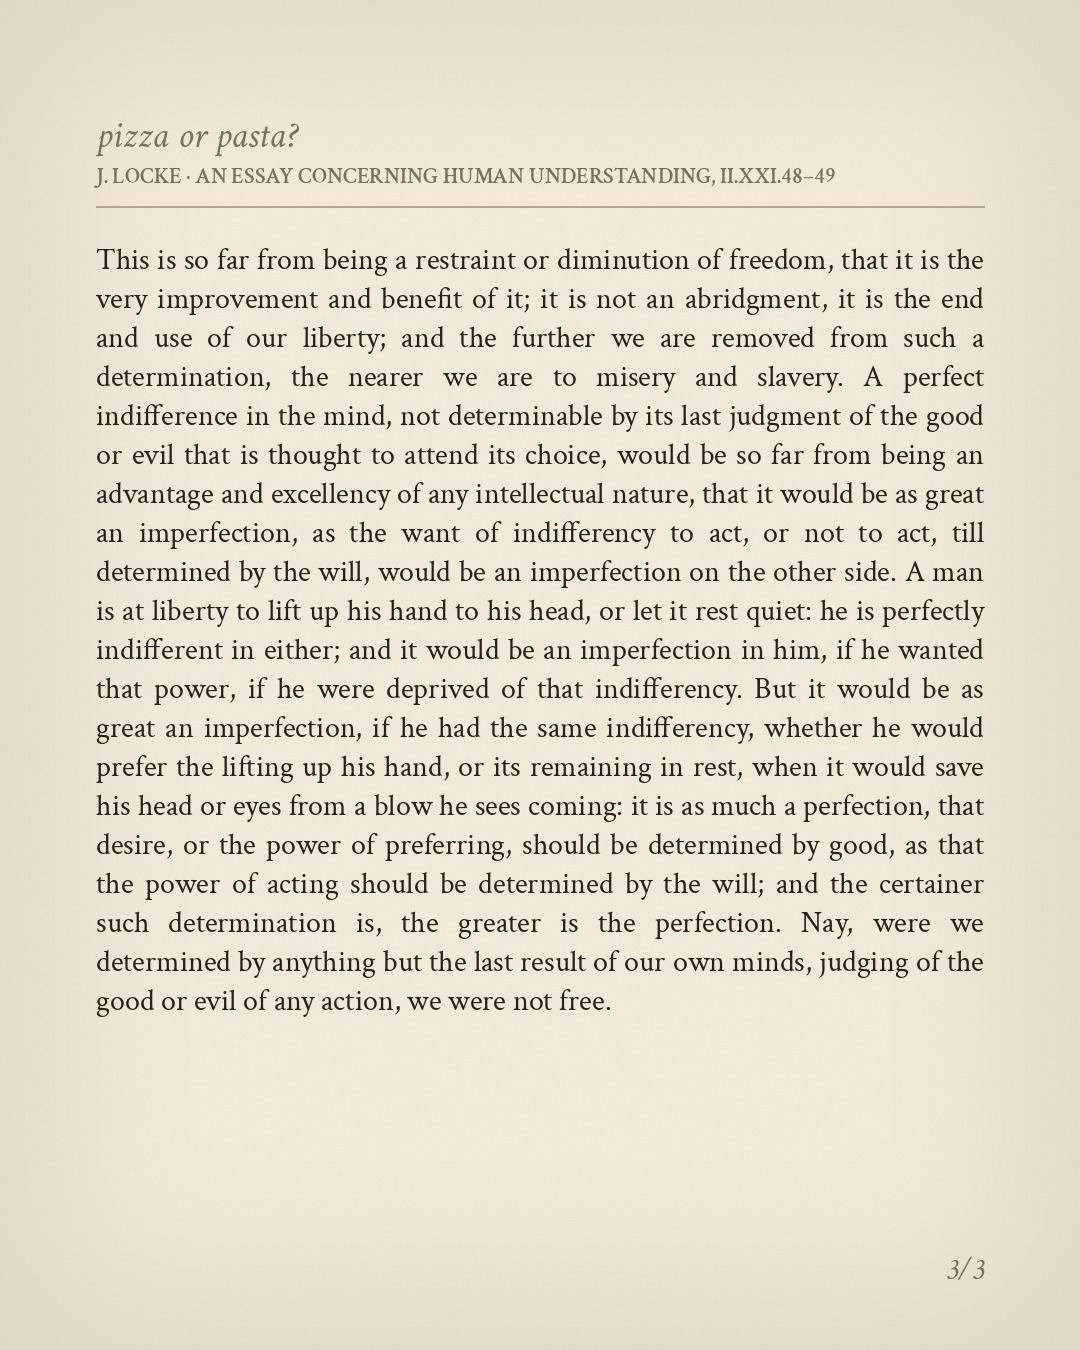 pizza or pasta?
J. LOCKE · AN ESSAY CONCERNING HUMAN UNDERSTANDING, II.XXI.48–49
This is so far from being a restraint or diminution of freedom, that it is the
very improvement and benefit of it; it is not an abridgment, it is the end
and use of our liberty; and the further we are removed from such a
determination, the nearer we are to misery and slavery. A perfect
indifference in the mind, not determinable by its last judgment of the good
or evil that is thought to attend its choice, would be so far from being an
advantage and excellency of any intellectual nature, that it would be as great
an imperfection, as the want of indifferency to act, or not to act, till
determined by the will, would be an imperfection on the other side. A man
is at liberty to lift up his hand to his head, or let it rest quiet: he is perfectly
indifferent in either; and it would be an imperfection in him, if he wanted
that power, if he were deprived of that indifferency. But it would be as
great an imperfection, if he had the same indifferency, whether he would
prefer the lifting up his hand, or its remaining in rest, when it would save
his head or eyes from a blow he sees coming: it is as much a perfection, that
desire, or the power of preferring, should be determined by good, as that
the power of acting should be determined by the will; and the certainer
such determination is, the greater is the perfection. Nay, were we
determined by anything but the last result of our own minds, judging of the
good or evil of any action, we were not free.
3/3